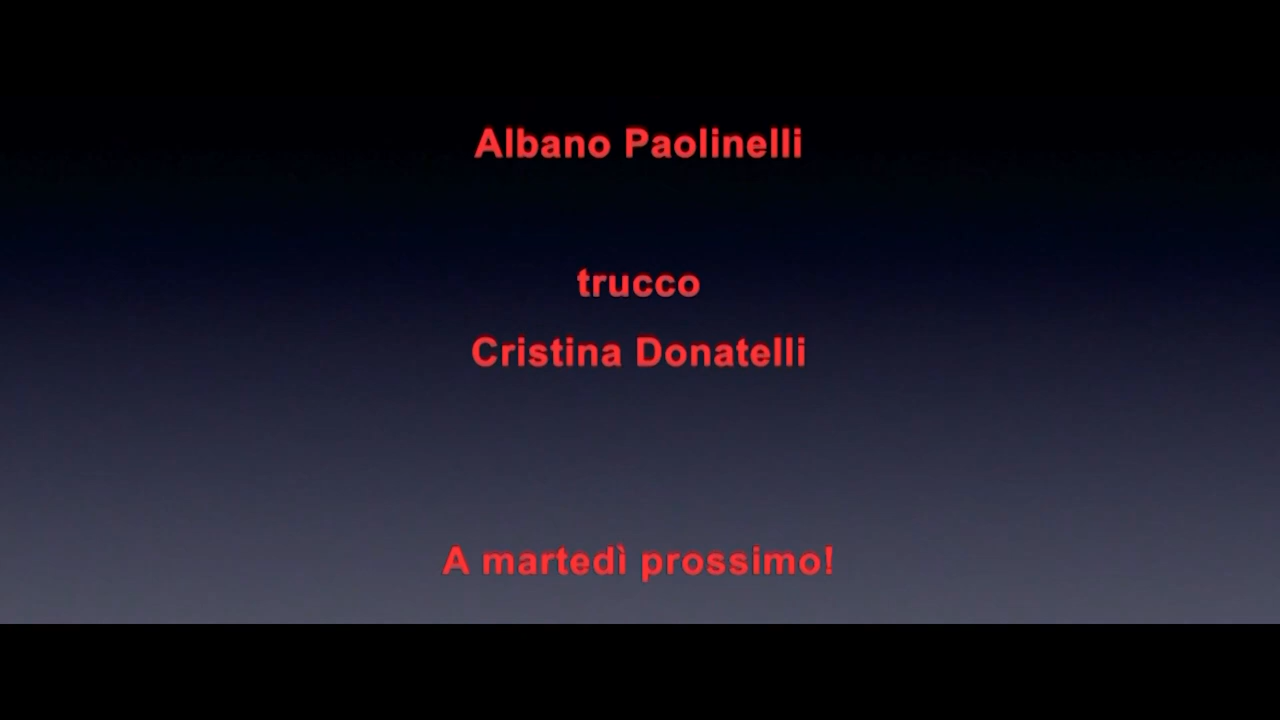 Albano Paolinelli
trucco
Cristina Donatelli
A martedì prossimo!